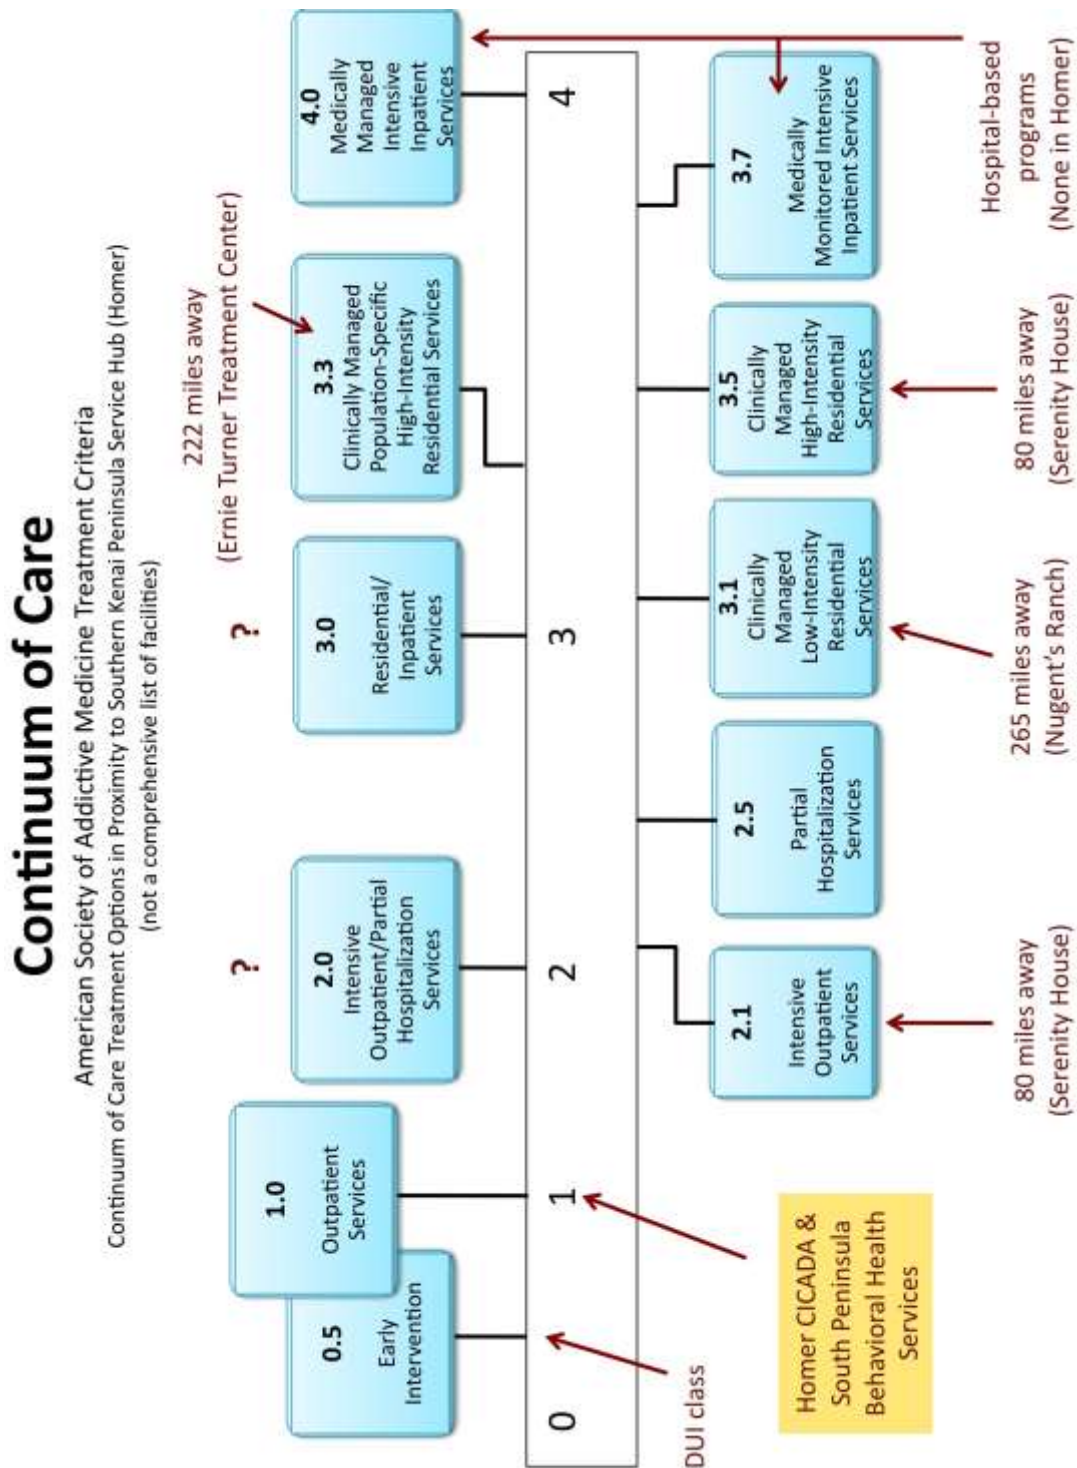 Continuum of Care
American Society of Addictive Medicine Treatment Criteria
Continuum of Care Treatment Options in Proximity to Southern Kenai Peninsula Service Hub (Homer)
(not a comprehensive list of facilities)
222 miles away
(Ernie Turner Treatment Center)
?
?
0.5
Early
Intervention
1.0
Outpatient
Services
2.0
Intensive
Outpatient/Partial
Hospitalization
Services
3.0
Residential/
Inpatient
Services
3.3
Clinically Managed
Population-Specific
High-Intensity
Residential Services
4.0
Medically
Managed
Intensive
Inpatient
Services
0
1
2
3
4
2.1
Intensive
Outpatient
Services
2.5
Partial
Hospitalization
Services
3.1
Clinically
Managed
Low-Intensity
Residential
Services
3.5
Clinically
Managed
High-Intensity
Residential
Services
3.7
Medically
Monitored Intensive
Inpatient Services
DUI class
Homer CICADA &
South Peninsula
Behavioral Health
Services
80 miles away
(Serenity House)
265 miles away
(Nugent's Ranch)
80 miles away
(Serenity House)
Hospital-based
programs
(None in Homer)